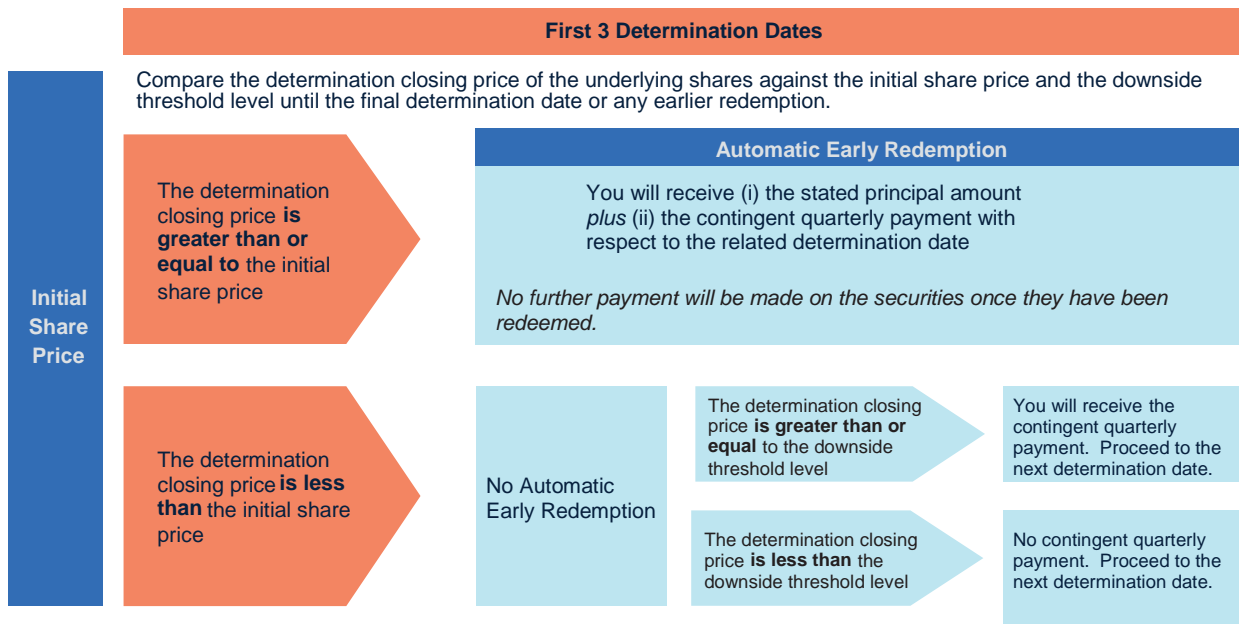 First 3 Determination Dates
Compare the determination closing price of the underlying shares against the initial share price and the downside
threshold level until the final determination date or any earlier redemption.
Initial
Share
Price
The determination
closing price is
greater than or
equal to the initial
share price
Automatic Early Redemption
You will receive (i) the stated principal amount
plus (ii) the contingent quarterly payment with
respect to the related determination date
No further payment will be made on the securities once they have been
redeemed.
The determination
closing price is less
than the initial share
price
No Automatic
Early Redemption
The determination closing
price is greater than or
equal to the downside
threshold level
You will receive the
contingent quarterly
payment. Proceed to the
next determination date.
The determination closing
price is less than the
downside threshold level
No contingent quarterly
payment. Proceed to the
next determination date.